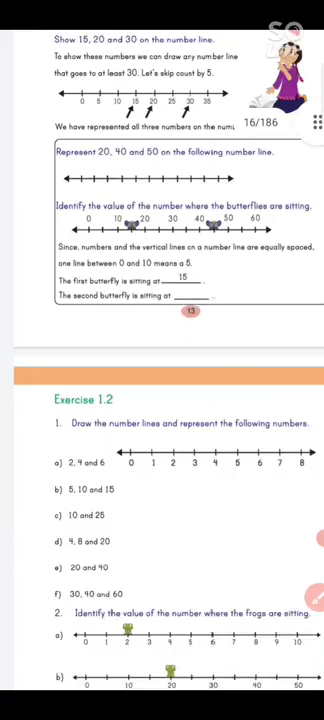 Show 15, 20 and 30 on the number line.
To show these numbers we can draw any number line
that goes to at least 30. Let's skip count by 5.
0 5 10 15 20 25 30 35
We have represented all three numbers on the
16/186
Represent 20, 40 and 50 on the following number line.
Identify the value of the number where the butterflies are sitting.
0 10 20 30 40 50 60
Since, numbers and the vertical lines on a number line are equally spaced,
one line between 0 and 10 means a 5.
The first butterfly is sitting at 15 .
The second butterfly is sitting at ______ .
13
Exercise 1.2
1. Draw the number lines and represent the following numbers.
0 1 2 3 4 5 6 7 8
a) 2, 4 and 6
b) 5, 10 and 15
c) 10 and 25
d) 4, 8 and 20
e) 20 and 40
f) 30, 40 and 60
2. Identify the value of the number where the frogs are sitting.
a) 0 1 2 3 4 5 6 7 8 9 10
b) 0 10 20 30 40 50